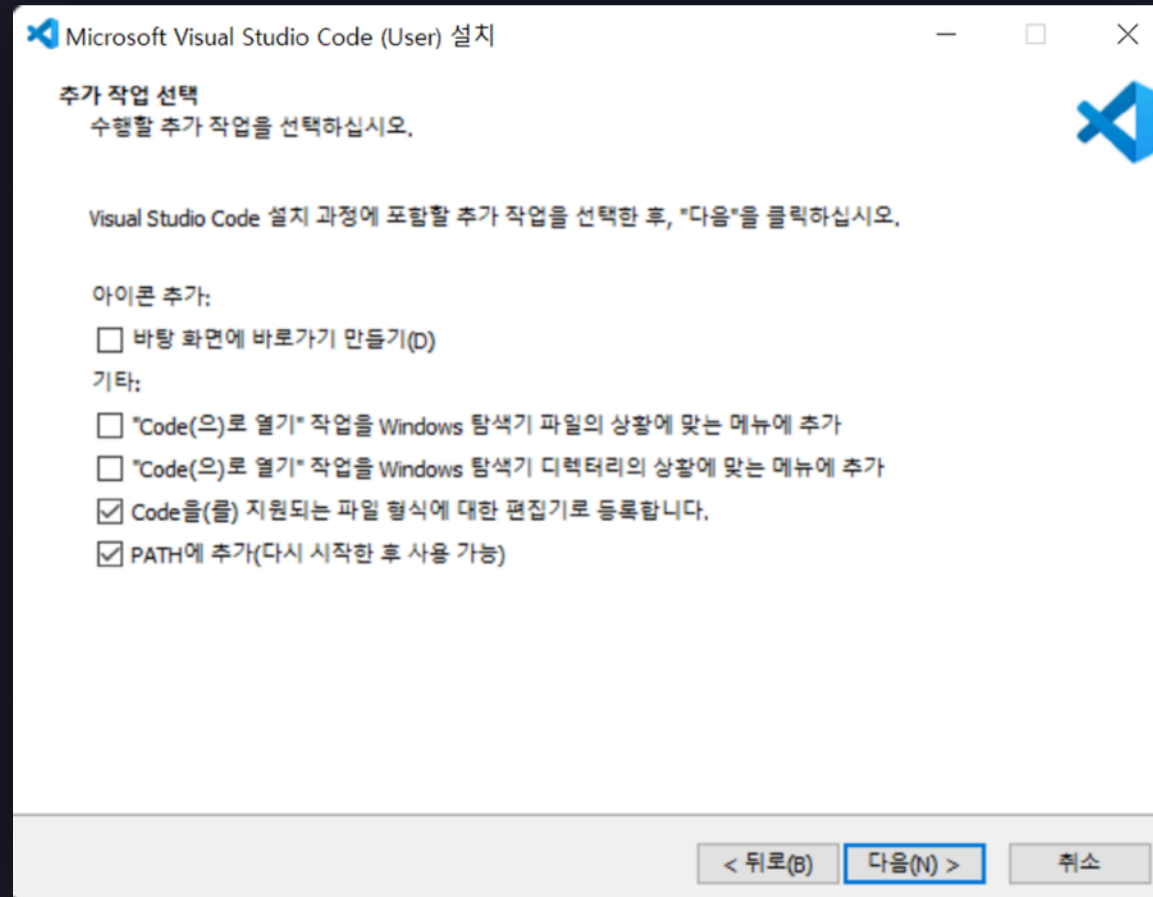 Microsoft Visual Studio Code (User) 설치
추가 작업 선택
수행할 추가 작업을 선택하십시오.
Visual Studio Code 설치 과정에 포함할 추가 작업을 선택한 후, "다음"을 클릭하십시오.
아이콘 추가:
바탕 화면에 바로가기 만들기(D)
기타:
"Code(으)로 열기" 작업을 Windows 탐색기 파일의 상황에 맞는 메뉴에 추가
"Code(으)로 열기" 작업을 Windows 탐색기 디렉터리의 상황에 맞는 메뉴에 추가
Code을(를) 지원되는 파일 형식에 대한 편집기로 등록합니다.
PATH에 추가(다시 시작한 후 사용 가능)
< 뒤로(B) 다음(N) > 취소